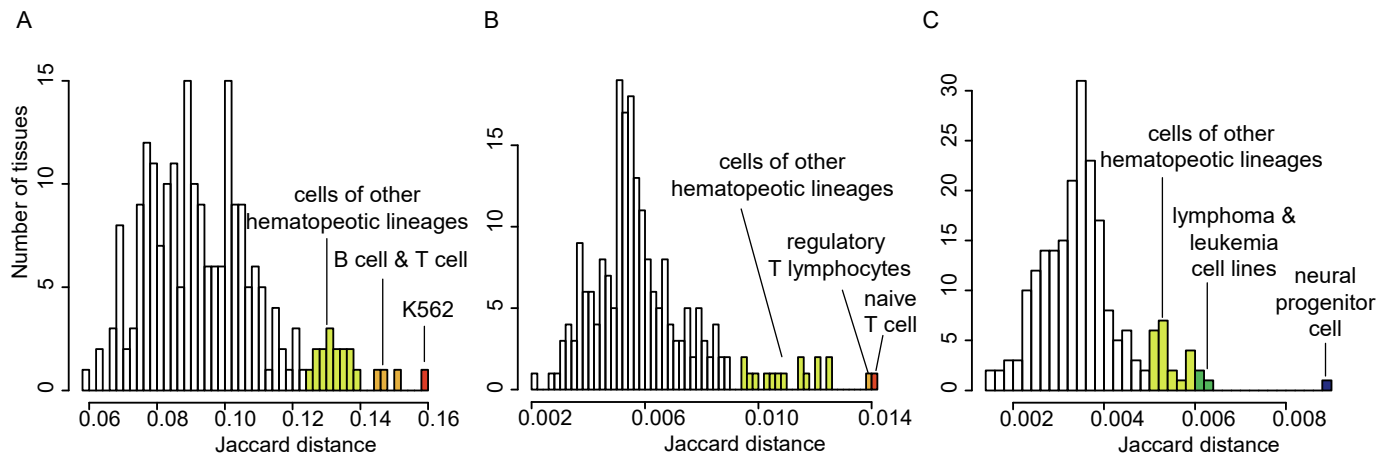 A
B
C
Number of tissues
0
5
10
15
0.06
0.08
0.10
0.12
0.14
0.16
Jaccard distance
cells of other
hematopeotic lineages
B cell & T cell
K562
0
5
10
15
0.002
0.006
0.010
0.014
Jaccard distance
cells of other
hematopeotic lineages
regulatory
T lymphocytes
naive
T cell
0
5
10
15
20
25
30
0.002
0.004
0.006
0.008
Jaccard distance
cells of other
hematopeotic lineages
lymphoma &
leukemia
cell lines
neural
progenitor
cell